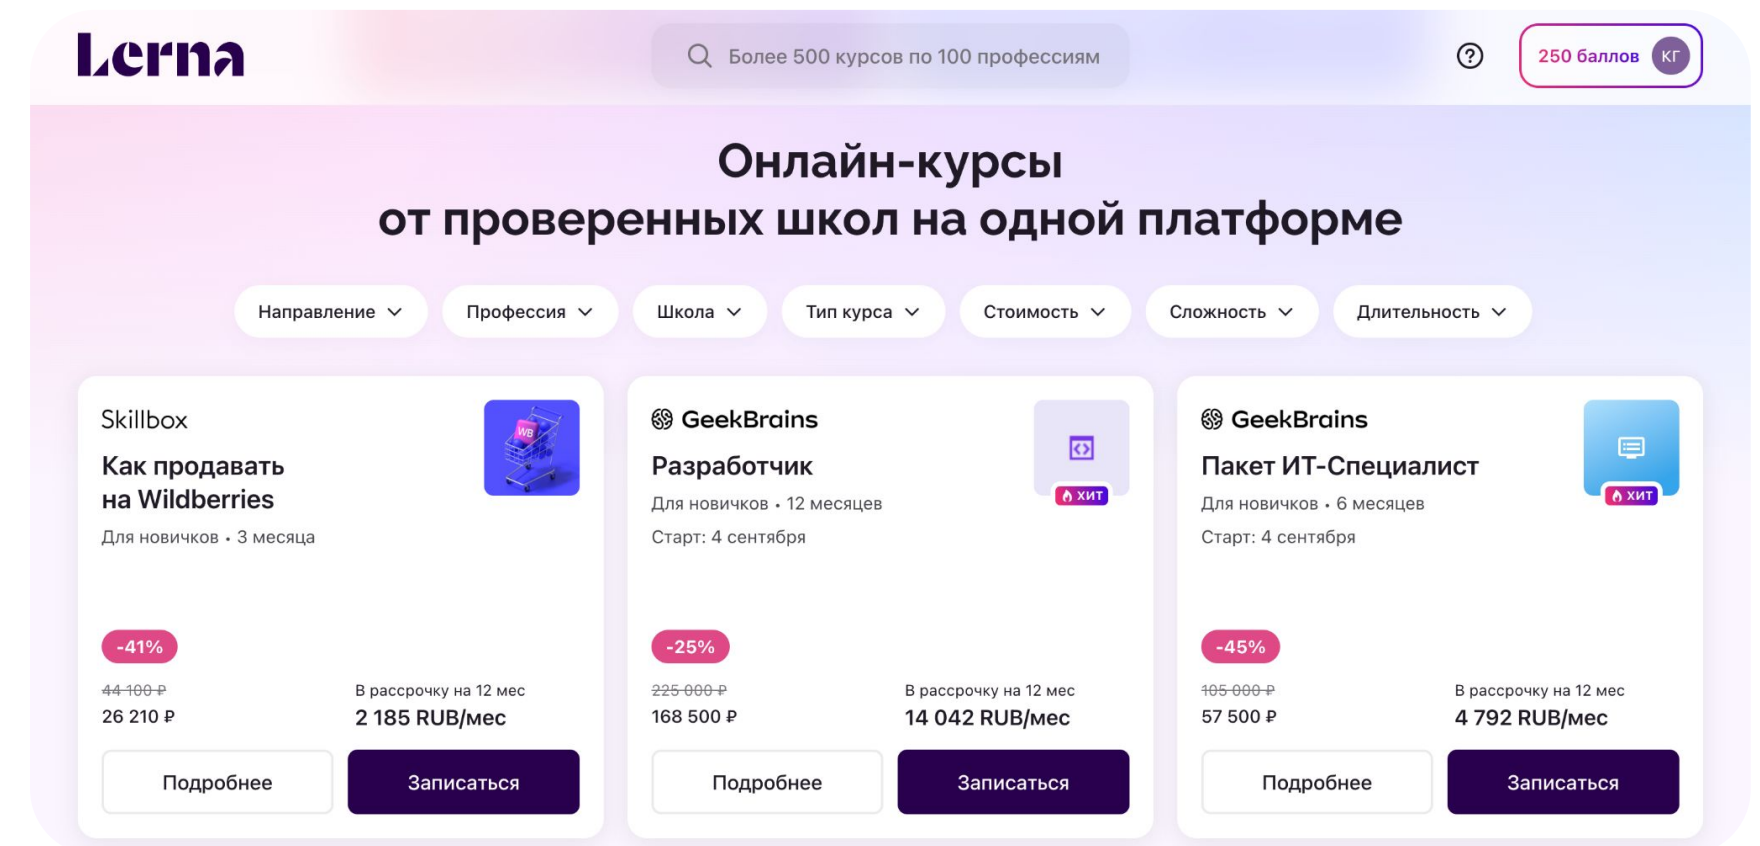 Lerna
Более 500 курсов по 100 профессиям
?
250 баллов
КГ
Онлайн-курсы
от проверенных школ на одной платформе
Направление
Профессия
Школа
Тип курса
Стоимость
Сложность
Длительность
Skillbox
WB
Как продавать
на Wildberries
Для новичков • 3 месяца
-41%
44 100 ₽
26 210 ₽
В рассрочку на 12 мес
2 185 RUB/мес
Подробнее
Записаться
GeekBrains
Разработчик
ХИТ
Для новичков • 12 месяцев
Старт: 4 сентября
-25%
225 000 ₽
168 500 ₽
В рассрочку на 12 мес
14 042 RUB/мес
Подробнее
Записаться
GeekBrains
Пакет ИТ-Специалист
ХИТ
Для новичков • 6 месяцев
Старт: 4 сентября
-45%
105 000 ₽
57 500 ₽
В рассрочку на 12 мес
4 792 RUB/мес
Подробнее
Записаться